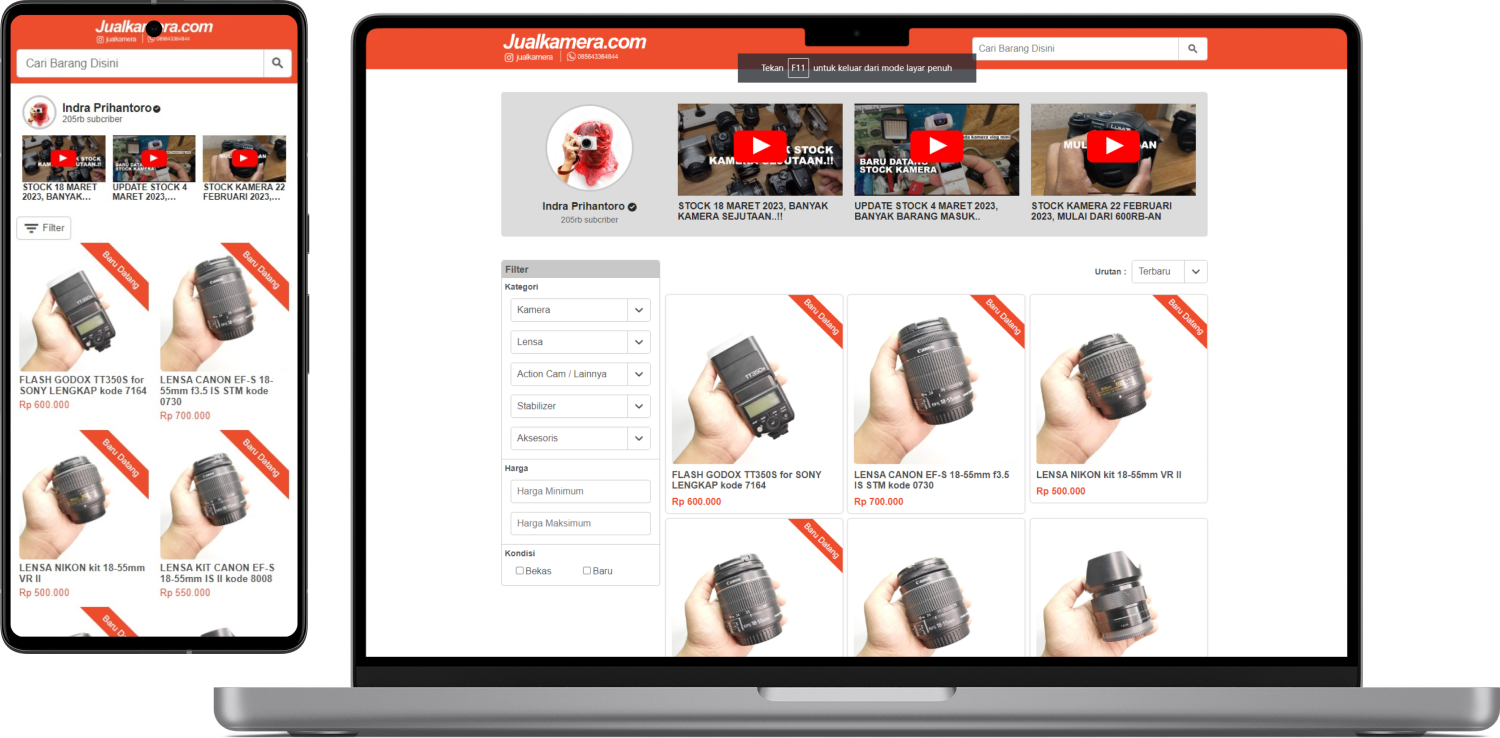 Jualkamera.com
jualkamera
085643364844
Cari Barang Disini
Indra Prihantoro
205rb subcriber
STOCK 18 MARET
2023, BANYAK...
UPDATE STOCK 4
MARET 2023,...
STOCK KAMERA 22
FEBRUARI 2023,...
Filter
Baru Datang
Baru Datang
FLASH GODOX TT350S for
SONY LENGKAP kode 7164
Rp 600.000
LENSA CANON EF-S 18-
55mm f3.5 IS STM kode
0730
Rp 700.000
Baru Datang
Baru Datang
LENSA NIKON kit 18-55mm
VR II
Rp 500.000
LENSA KIT CANON EF-S
18-55mm IS II kode 8008
Rp 550.000
Jualkamera.com
jualkamera
085643364844
Tekan F11 untuk keluar dari mode layar penuh
Cari Barang Disini
Indra Prihantoro
205rb subcriber
STOCK 18 MARET 2023, BANYAK
KAMERA SEJUTAAN..!!
BARU DATANG
STOCK KAMERA
UPDATE STOCK 4 MARET 2023,
BANYAK BARANG MASUK..
STOCK KAMERA 22 FEBRUARI
2023, MULAI DARI 600RB-AN
Filter
Kategori
Kamera
Lensa
Action Cam / Lainnya
Stabilizer
Aksesoris
Harga
Harga Minimum
Harga Maksimum
Kondisi
Bekas
Baru
Urutan :
Terbaru
Baru Datang
Baru Datang
Baru Datang
FLASH GODOX TT350S for SONY
LENGKAP kode 7164
Rp 600.000
LENSA CANON EF-S 18-55mm f3.5
IS STM kode 0730
Rp 700.000
LENSA NIKON kit 18-55mm VR II
Rp 500.000
Baru Datang